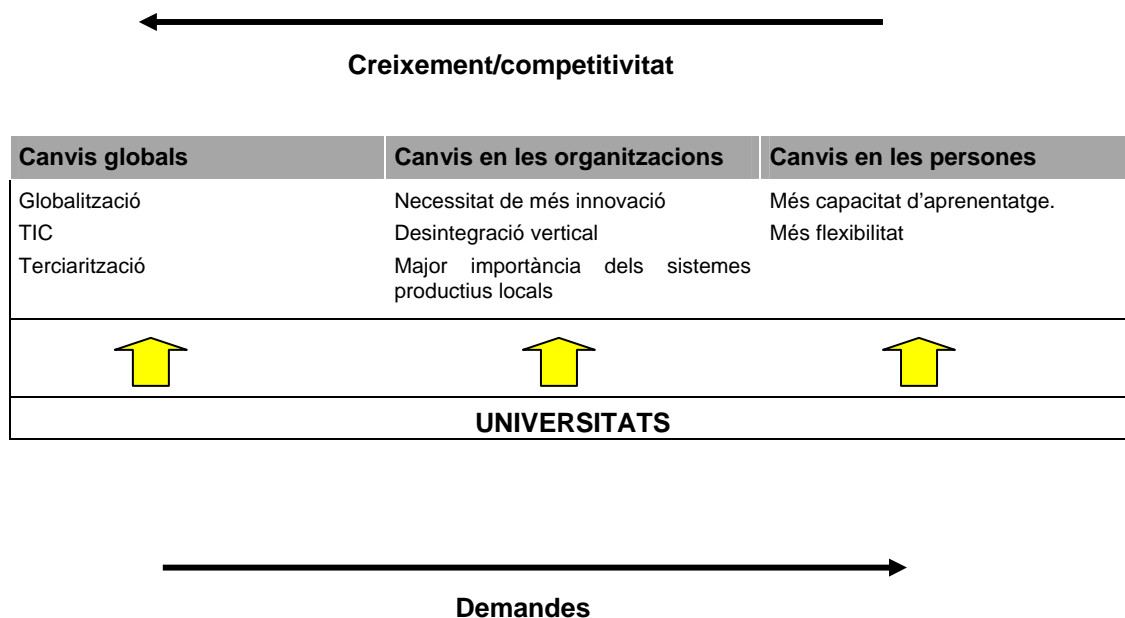 Creixement/competitivitat
Canvis globals
Canvis en les organitzacions
Canvis en les persones
Globalització
TIC
Terciarització
Necessitat de més innovació
Desintegració vertical
Major importància dels sistemes
productius locals
Més capacitat d'aprenentatge.
Més flexibilitat
UNIVERSITATS
Demandes